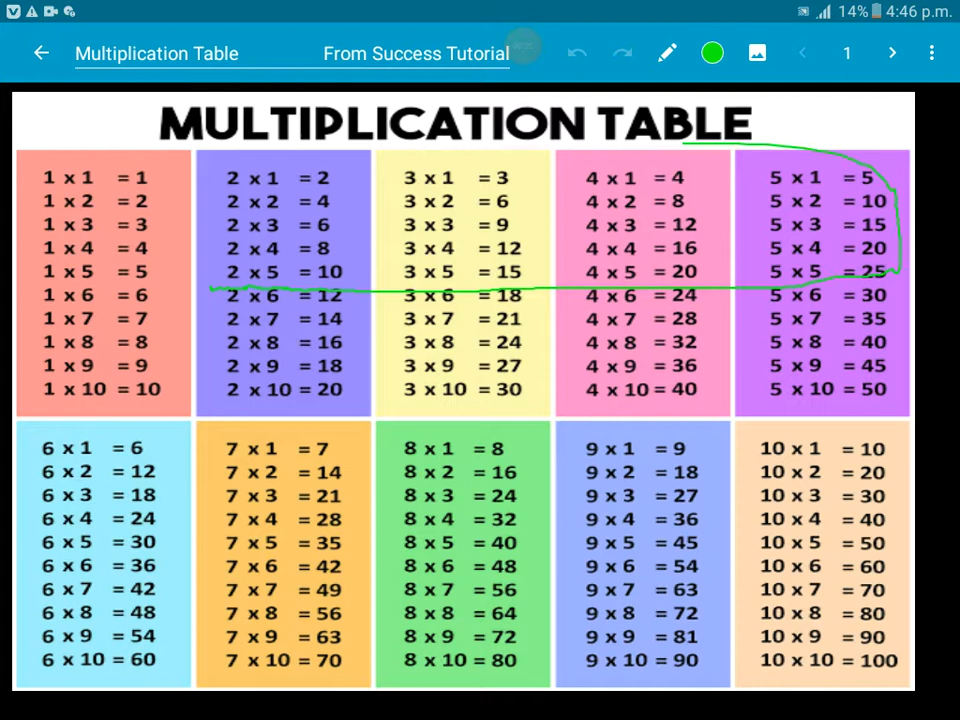 14% 4:46 p.m.
Multiplication Table From Success Tutorial
1
MULTIPLICATION TABLE
1 x 1 = 1
1 x 2 = 2
1 x 3 = 3
1 x 4 = 4
1 x 5 = 5
1 x 6 = 6
1 x 7 = 7
1 x 8 = 8
1 x 9 = 9
1 x 10 = 10
2 x 1 = 2
2 x 2 = 4
2 x 3 = 6
2 x 4 = 8
2 x 5 = 10
2 x 6 = 12
2 x 7 = 14
2 x 8 = 16
2 x 9 = 18
2 x 10 = 20
3 x 1 = 3
3 x 2 = 6
3 x 3 = 9
3 x 4 = 12
3 x 5 = 15
3 x 6 = 18
3 x 7 = 21
3 x 8 = 24
3 x 9 = 27
3 x 10 = 30
4 x 1 = 4
4 x 2 = 8
4 x 3 = 12
4 x 4 = 16
4 x 5 = 20
4 x 6 = 24
4 x 7 = 28
4 x 8 = 32
4 x 9 = 36
4 x 10 = 40
5 x 1 = 5
5 x 2 = 10
5 x 3 = 15
5 x 4 = 20
5 x 5 = 25
5 x 6 = 30
5 x 7 = 35
5 x 8 = 40
5 x 9 = 45
5 x 10 = 50
6 x 1 = 6
6 x 2 = 12
6 x 3 = 18
6 x 4 = 24
6 x 5 = 30
6 x 6 = 36
6 x 7 = 42
6 x 8 = 48
6 x 9 = 54
6 x 10 = 60
7 x 1 = 7
7 x 2 = 14
7 x 3 = 21
7 x 4 = 28
7 x 5 = 35
7 x 6 = 42
7 x 7 = 49
7 x 8 = 56
7 x 9 = 63
7 x 10 = 70
8 x 1 = 8
8 x 2 = 16
8 x 3 = 24
8 x 4 = 32
8 x 5 = 40
8 x 6 = 48
8 x 7 = 56
8 x 8 = 64
8 x 9 = 72
8 x 10 = 80
9 x 1 = 9
9 x 2 = 18
9 x 3 = 27
9 x 4 = 36
9 x 5 = 45
9 x 6 = 54
9 x 7 = 63
9 x 8 = 72
9 x 9 = 81
9 x 10 = 90
10 x 1 = 10
10 x 2 = 20
10 x 3 = 30
10 x 4 = 40
10 x 5 = 50
10 x 6 = 60
10 x 7 = 70
10 x 8 = 80
10 x 9 = 90
10 x 10 = 100